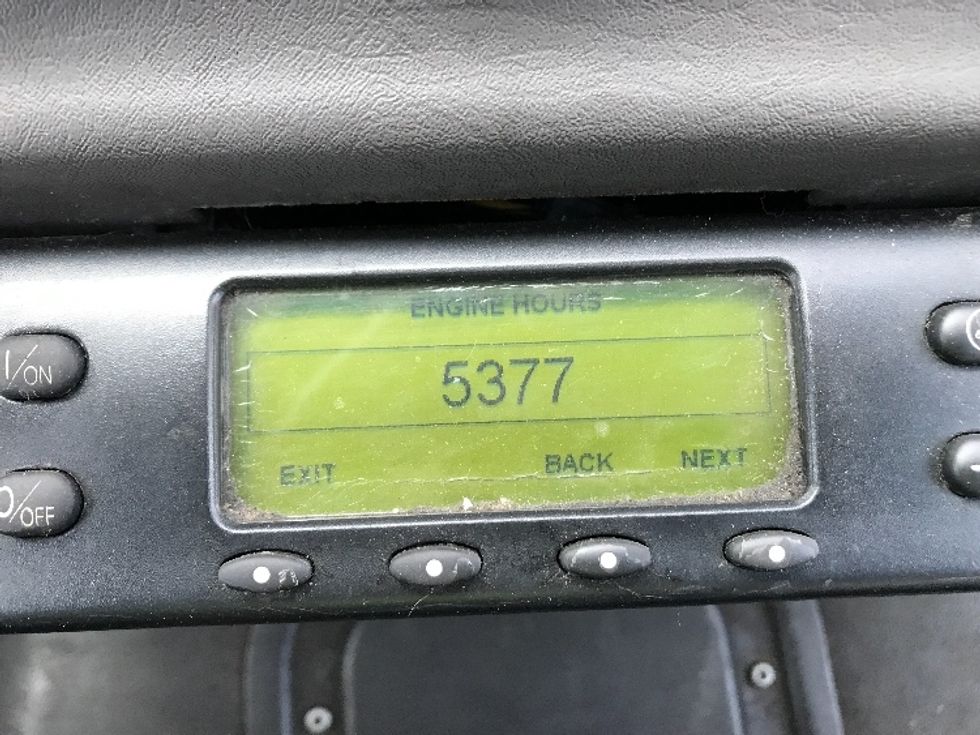 ENGINE HOURS
I/ON
5377
EXIT BACK NEXT
O/OFF